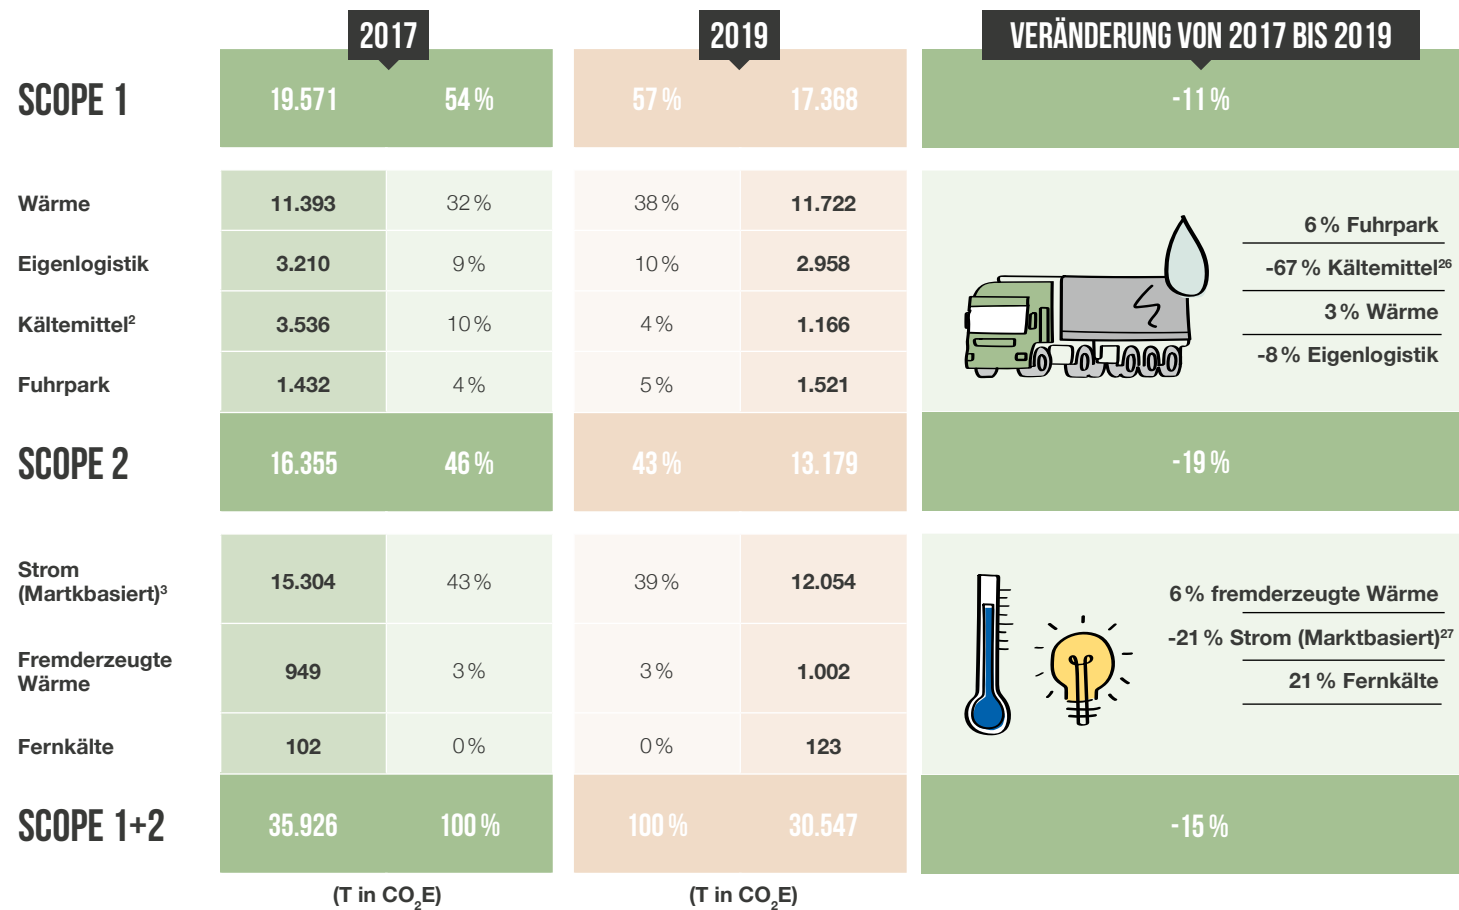 2017 2019 VERÄNDERUNG VON 2017 BIS 2019
SCOPE 1 19.571 54 % 57 % 17.368 -11 %
Wärme 11.393 32 % 38 % 11.722
Eigenlogistik 3.210 9 % 10 % 2.958
Kältemittel² 3.536 10 % 4 % 1.166
Fuhrpark 1.432 4 % 5 % 1.521
6 % Fuhrpark
-67 % Kältemittel²⁶
3 % Wärme
-8 % Eigenlogistik
SCOPE 2 16.355 46 % 43 % 13.179 -19 %
Strom
(Martkbasiert)³ 15.304 43 % 39 % 12.054
Fremderzeugte
Wärme 949 3 % 3 % 1.002
Fernkälte 102 0 % 0 % 123
6 % fremderzeugte Wärme
-21 % Strom (Marktbasiert)²⁷
21 % Fernkälte
SCOPE 1+2 35.926 100 % 100 % 30.547 -15 %
(T in CO₂E) (T in CO₂E)